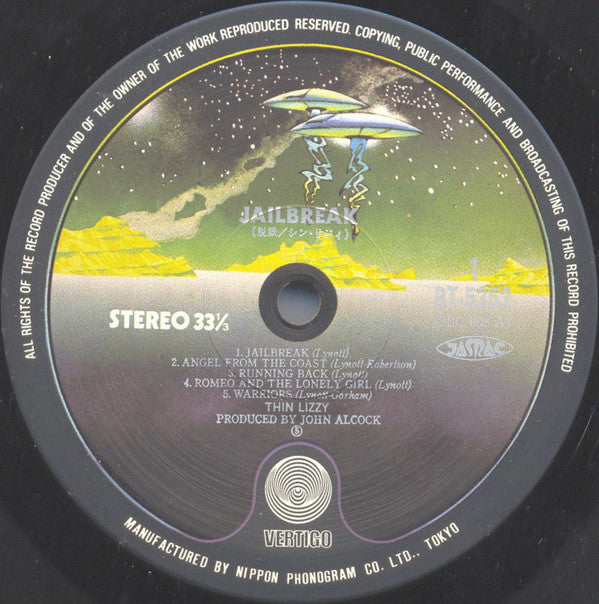 ALL RIGHTS OF THE RECORD PRODUCER AND OF THE OWNER OF THE WORK REPRODUCED RESERVED. COPYING, PUBLIC PERFORMANCE AND BROADCASTING OF THIS RECORD PROHIBITED
JAILBREAK
(脱獄/シン・リジィ)
1
STEREO 33⅓
JASRAC
1. JAILBREAK (Lynott)
2. ANGEL FROM THE COAST (Lynott-Robertson)
3. RUNNING BACK (Lynott)
4. ROMEO AND THE LONELY GIRL (Lynott)
5. WARRIORS (Lynott-Gorham)
THIN LIZZY
PRODUCED BY JOHN ALCOCK
Ⓢ
VERTIGO
MANUFACTURED BY NIPPON PHONOGRAM CO. LTD., TOKYO